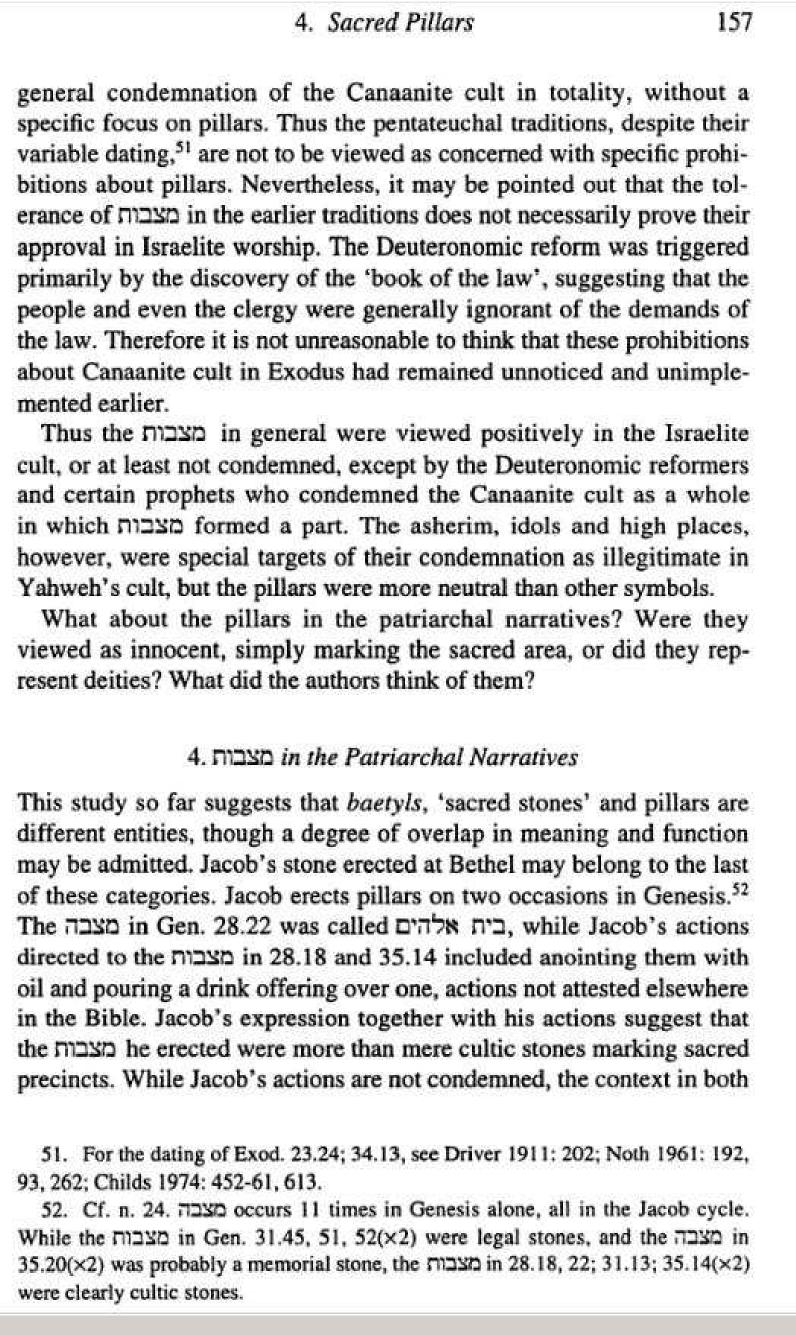 4. Sacred Pillars 157
general condemnation of the Canaanite cult in totality, without a
specific focus on pillars. Thus the pentateuchal traditions, despite their
variable dating,⁵¹ are not to be viewed as concerned with specific prohi-
bitions about pillars. Nevertheless, it may be pointed out that the tol-
erance of מצבות in the earlier traditions does not necessarily prove their
approval in Israelite worship. The Deuteronomic reform was triggered
primarily by the discovery of the ‘book of the law’, suggesting that the
people and even the clergy were generally ignorant of the demands of
the law. Therefore it is not unreasonable to think that these prohibitions
about Canaanite cult in Exodus had remained unnoticed and unimple-
mented earlier.
Thus the מצבות in general were viewed positively in the Israelite
cult, or at least not condemned, except by the Deuteronomic reformers
and certain prophets who condemned the Canaanite cult as a whole
in which מצבות formed a part. The asherim, idols and high places,
however, were special targets of their condemnation as illegitimate in
Yahweh’s cult, but the pillars were more neutral than other symbols.
What about the pillars in the patriarchal narratives? Were they
viewed as innocent, simply marking the sacred area, or did they rep-
resent deities? What did the authors think of them?
4. מצבות in the Patriarchal Narratives
This study so far suggests that baetyls, ‘sacred stones’ and pillars are
different entities, though a degree of overlap in meaning and function
may be admitted. Jacob’s stone erected at Bethel may belong to the last
of these categories. Jacob erects pillars on two occasions in Genesis.⁵²
The מצבה in Gen. 28.22 was called בית אלהים, while Jacob’s actions
directed to the מצבות in 28.18 and 35.14 included anointing them with
oil and pouring a drink offering over one, actions not attested elsewhere
in the Bible. Jacob’s expression together with his actions suggest that
the מצבות he erected were more than mere cultic stones marking sacred
precincts. While Jacob’s actions are not condemned, the context in both
51. For the dating of Exod. 23.24; 34.13, see Driver 1911: 202; Noth 1961: 192,
93, 262; Childs 1974: 452-61, 613.
52. Cf. n. 24. מצבה occurs 11 times in Genesis alone, all in the Jacob cycle.
While the מצבות in Gen. 31.45, 51, 52(×2) were legal stones, and the מצבה in
35.20(×2) was probably a memorial stone, the מצבות in 28.18, 22; 31.13; 35.14(×2)
were clearly cultic stones.